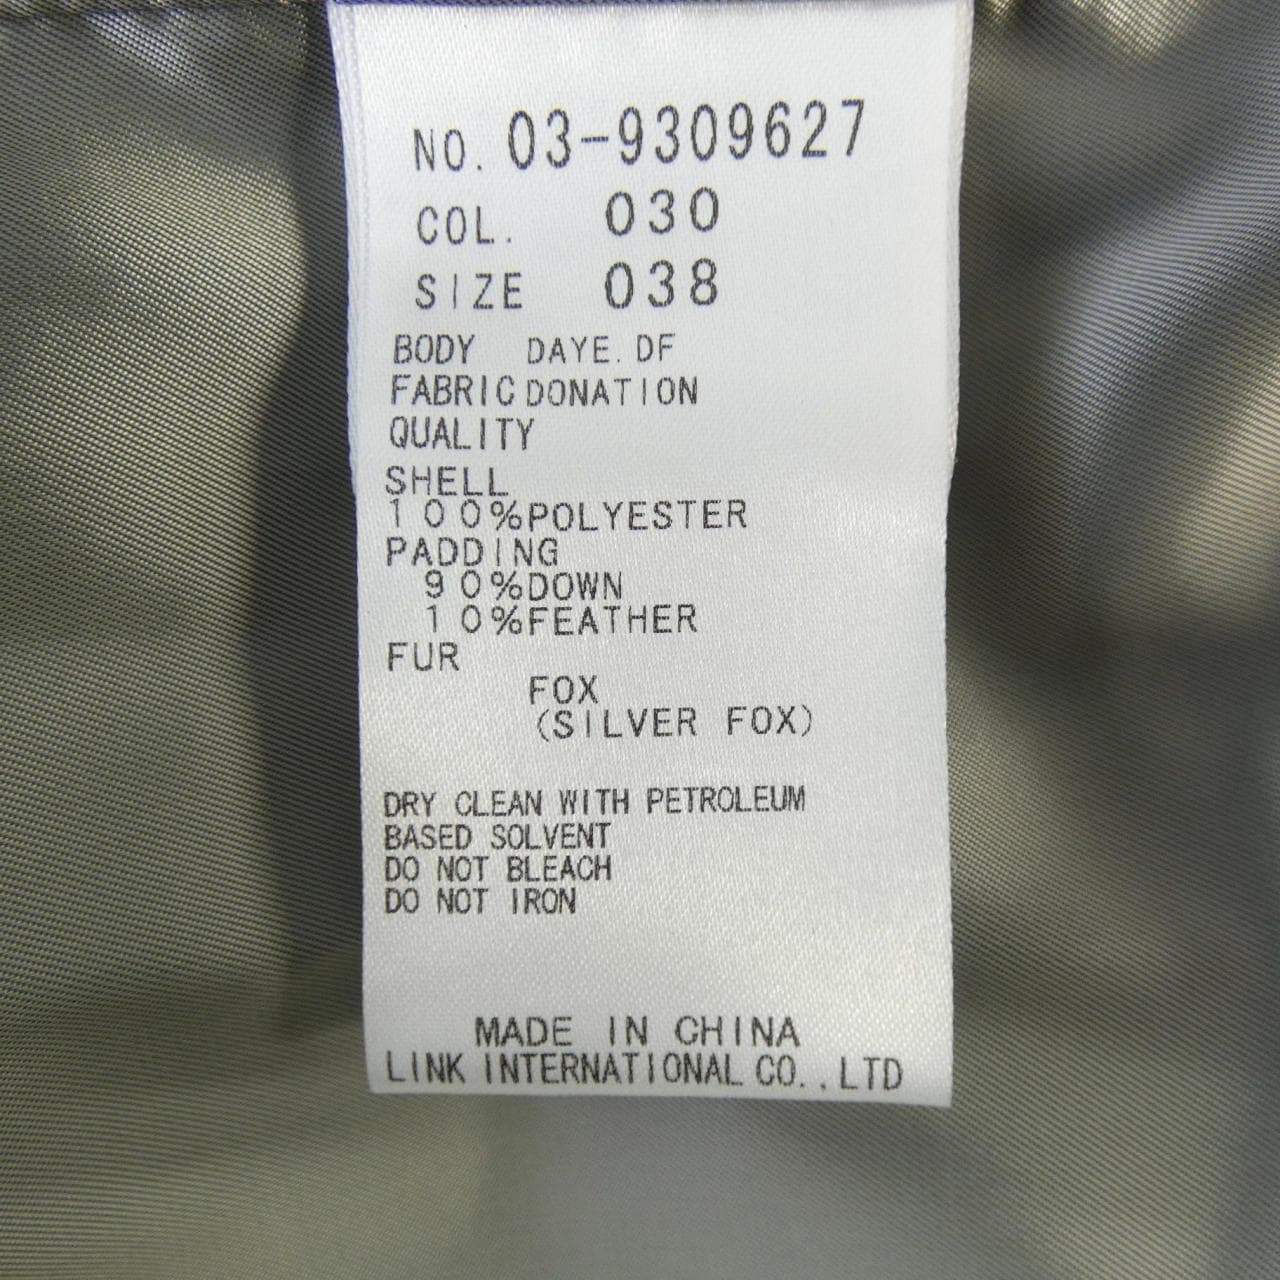 NO. 03-9309627
COL. 030
SIZE 038
BODY DAYE.DF
FABRIC DONATION
QUALITY
SHELL
100%POLYESTER
PADDING
90%DOWN
10%FEATHER
FUR
FOX
(SILVER FOX)
DRY CLEAN WITH PETROLEUM
BASED SOLVENT
DO NOT BLEACH
DO NOT IRON
MADE IN CHINA
LINK INTERNATIONAL CO.,LTD